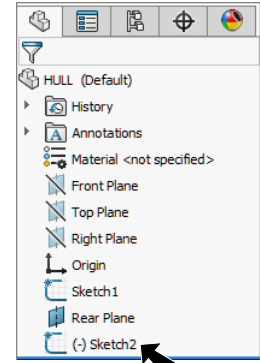 HULL (Default)
History
Annotations
Material <not specified>
Front Plane
Top Plane
Right Plane
Origin
Sketch1
Rear Plane
(-) Sketch2